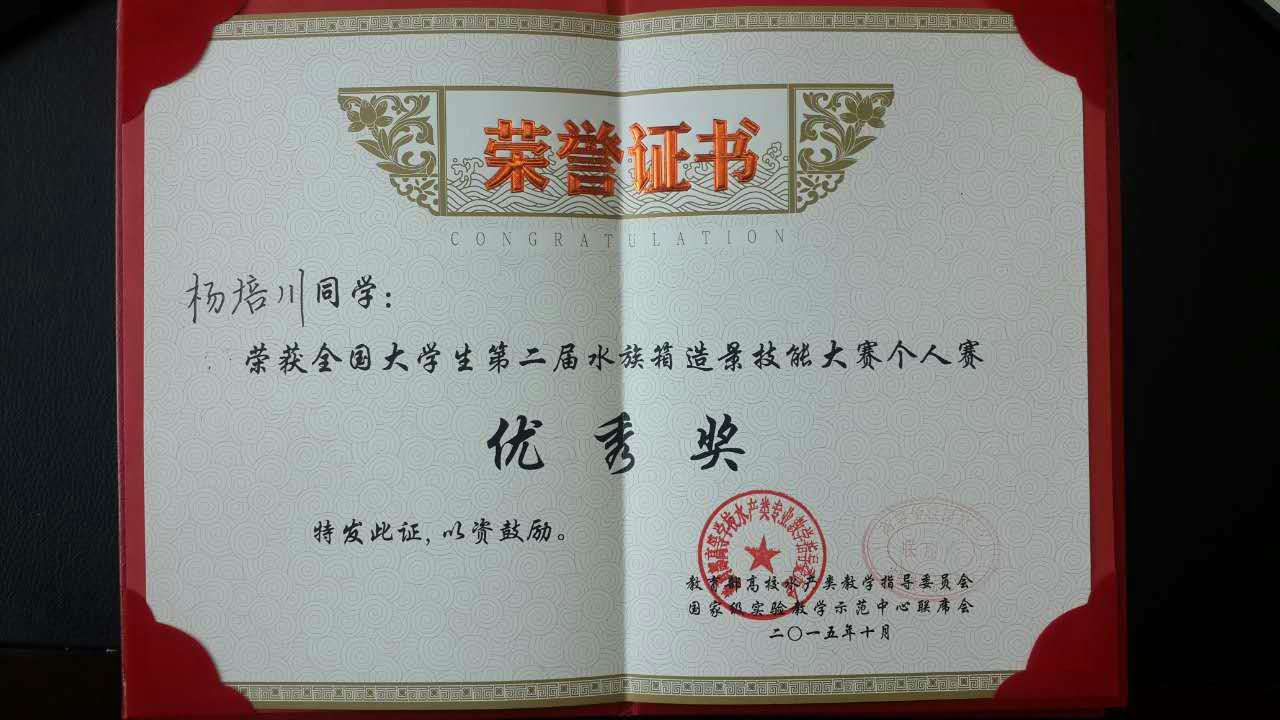 荣誉证书
CONGRATULATION
杨培川同学:
荣获全国大学生第二届水族箱造景技能大赛个人赛
优秀奖
特发此证,以资鼓励。
教育部高校水产类教学指导委员会
国家级实验教学示范中心联席会
二〇一五年十月